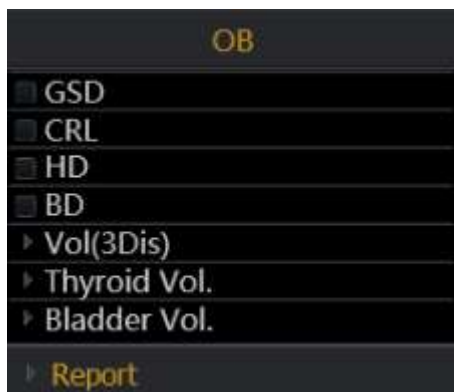 OB
GSD
CRL
HD
BD
Vol(3Dis)
Thyroid Vol.
Bladder Vol.
Report